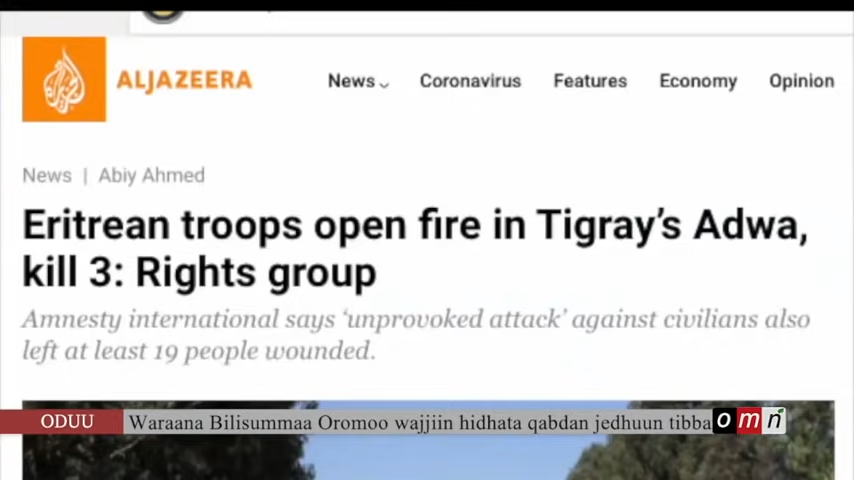 ALJAZEERA
News Coronavirus Features Economy Opinion
News | Abiy Ahmed
Eritrean troops open fire in Tigray's Adwa,
kill 3: Rights group
Amnesty international says 'unprovoked attack' against civilians also
left at least 19 people wounded.
ODUU Waraana Bilisummaa Oromoo wajjiin hidhata qabdan jedhuun tibba omn